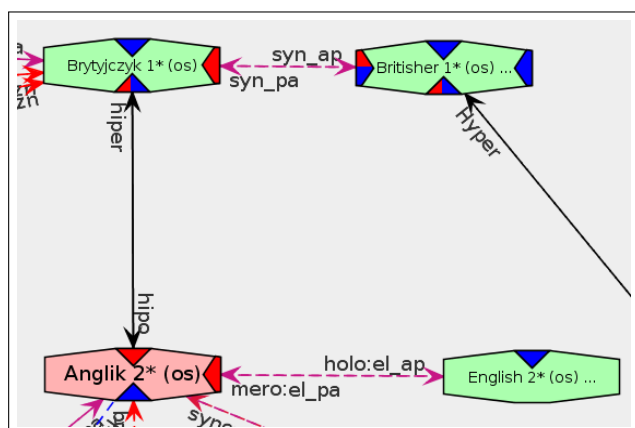 Brytyjczyk 1* (os)
syn_ap
syn_pa
Britisher 1* (os) ...
hiper
Hyper
hipo
Anglik 2* (os)
holo:el_ap
mero:el_pa
English 2* (os) ...